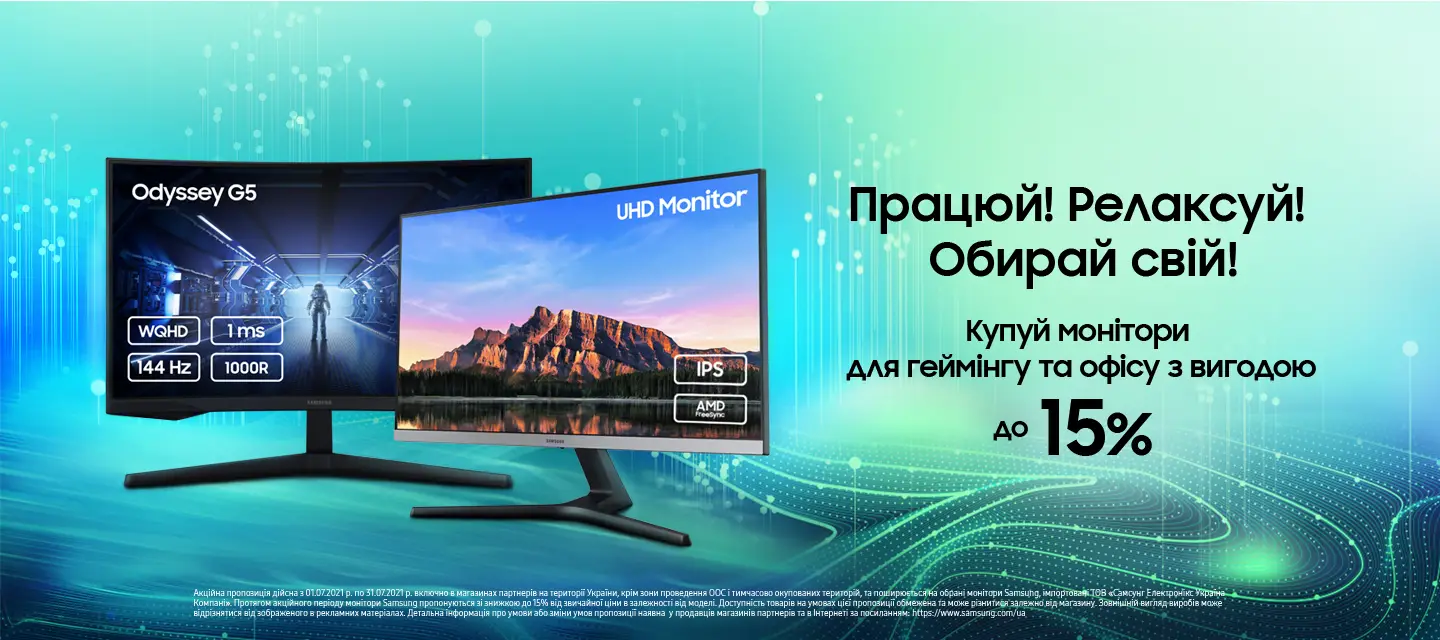 Odyssey G5
WQHD
1 ms
144 Hz
1000R
SAMSUNG
UHD Monitor
IPS
AMD
FreeSync
SAMSUNG
Працюй! Релаксуй!
Обирай свій!
Купуй монітори
для геймінгу та офісу з вигодою
до 15%
Акційна пропозиція дійсна з 01.07.2021 р. по 31.07.2021 р. включно в магазинах партнерів на території України, крім зони проведення ООС і тимчасово окупованих територій, та поширюється на обрані монітори Samsung, імпортовані ТОВ «Самсунг Електронікс Україна
Компані». Протягом акційного періоду монітори Samsung пропонуються зі знижкою до 15% від звичайної ціни в залежності від моделі. Доступність товарів на умовах цієї пропозиції обмежена та може різнитися залежно від магазину. Зовнішній вигляд виробів може
відрізнятися від зображеного в рекламних матеріалах. Детальна інформація про умови або зміни умов пропозиції наявна у продавців магазинів партнерів та в Інтернеті за посиланням: https://www.samsung.com/ua